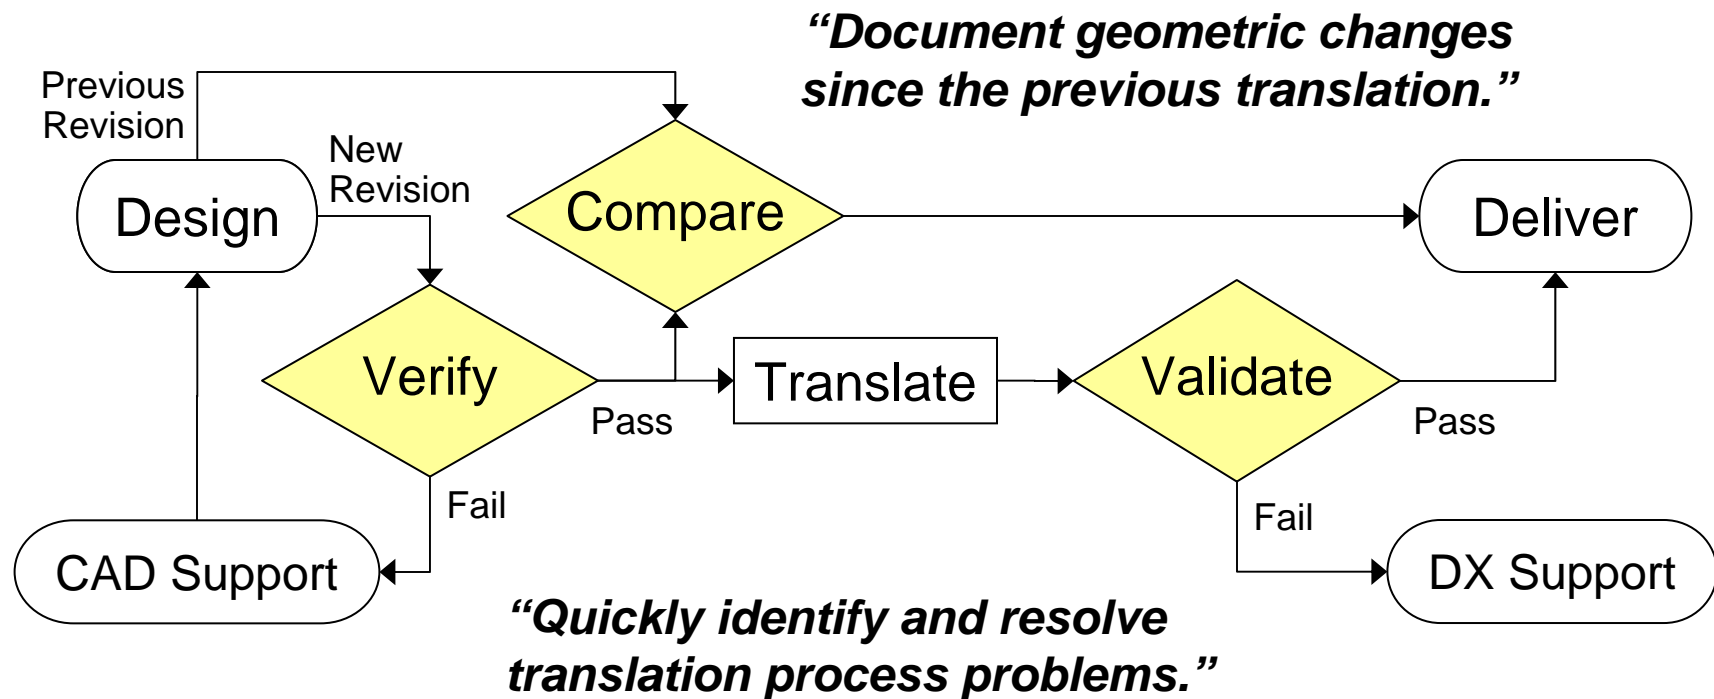 “Document geometric changes
since the previous translation.”
Previous
Revision
New
Revision
Design
Compare
Deliver
Verify
Pass
Translate
Validate
Pass
Fail
Fail
CAD Support
DX Support
“Quickly identify and resolve
translation process problems.”